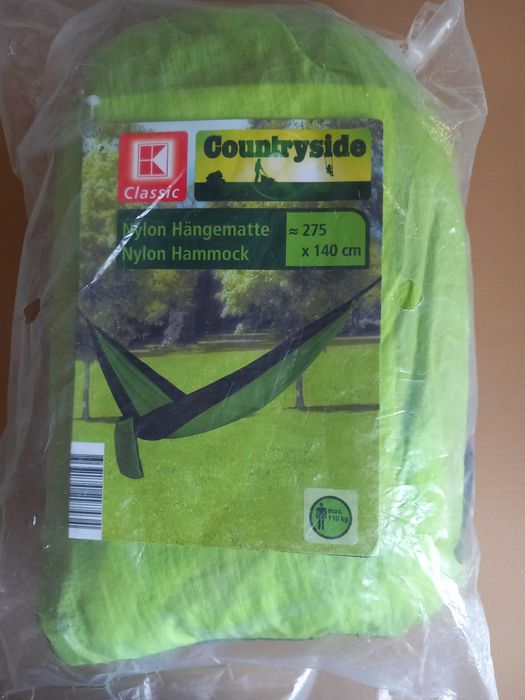 K
Classic
Countryside
Nylon Hängematte
Nylon Hammock
≈ 275
x 140 cm
max.
110 kg